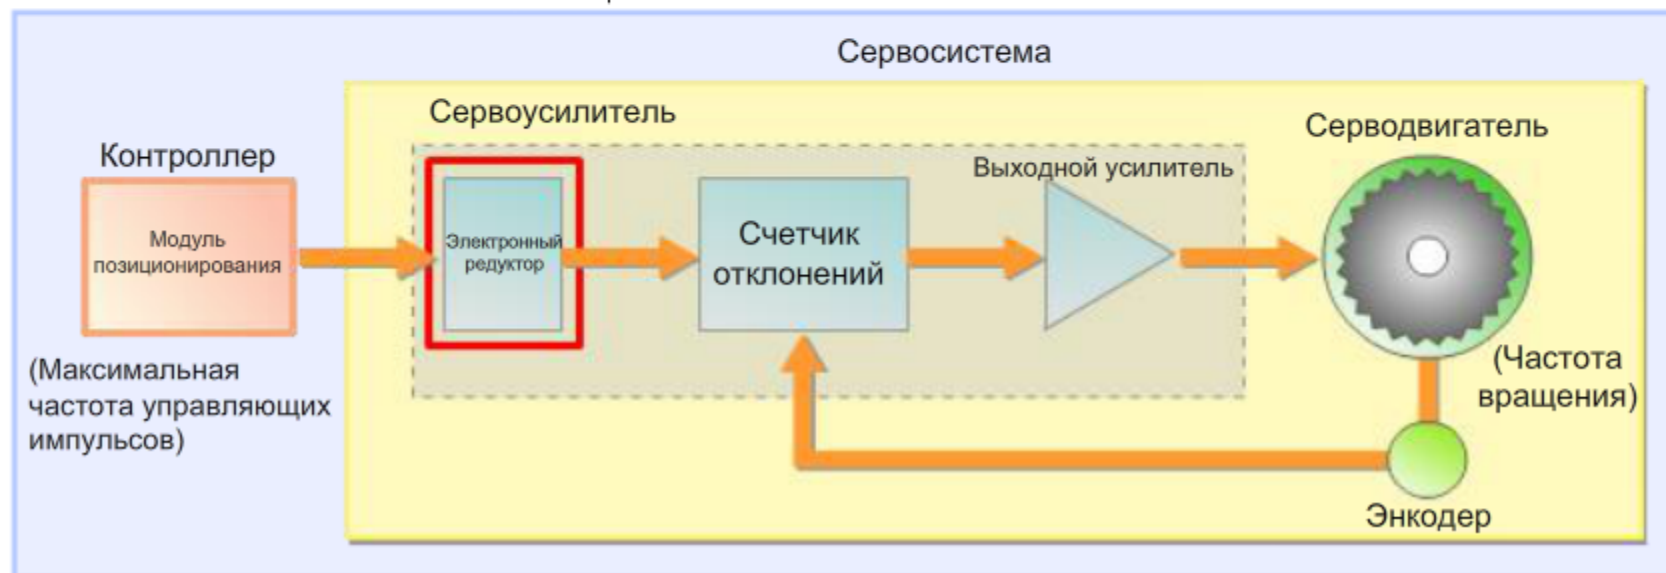 Сервосистема
Сервоусилитель
Серводвигатель
Контроллер
Выходной усилитель
Модуль
позиционирования
Электронный
редуктор
Счетчик
отклонений
(Максимальная
частота управляющих
импульсов)
(Частота
вращения)
Энкодер